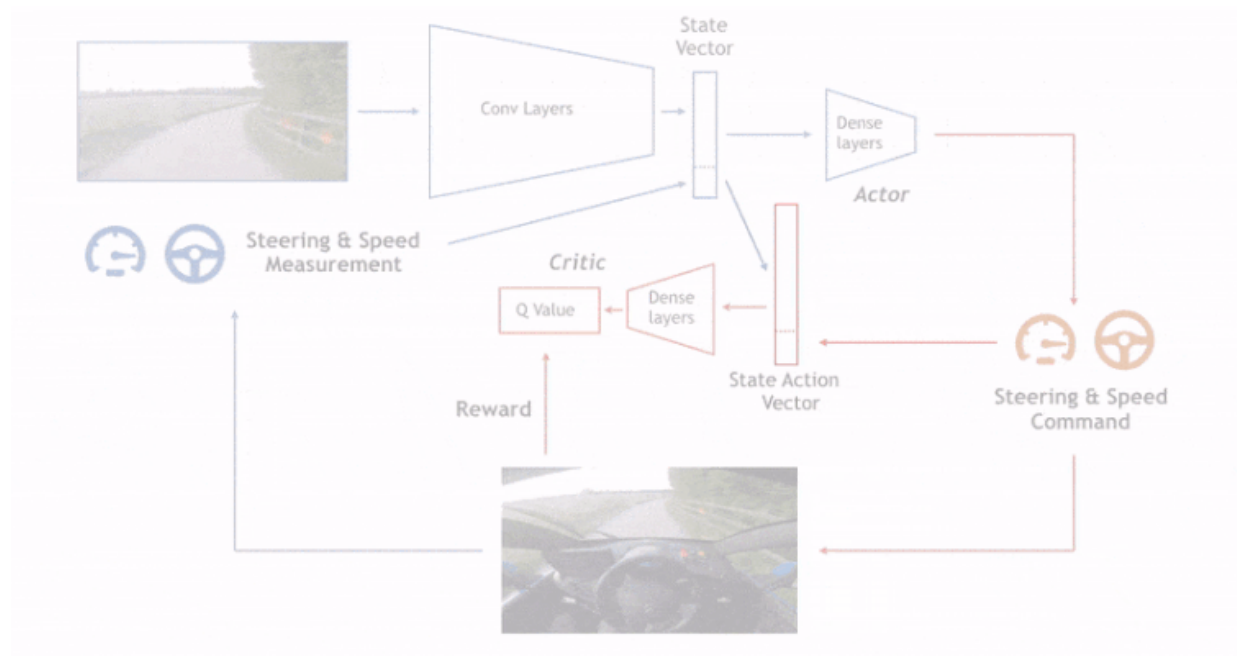 State
Vector
Conv Layers
Dense
layers
Actor
Steering & Speed
Measurement
Critic
Q Value
Dense
layers
State Action
Vector
Reward
Steering & Speed
Command